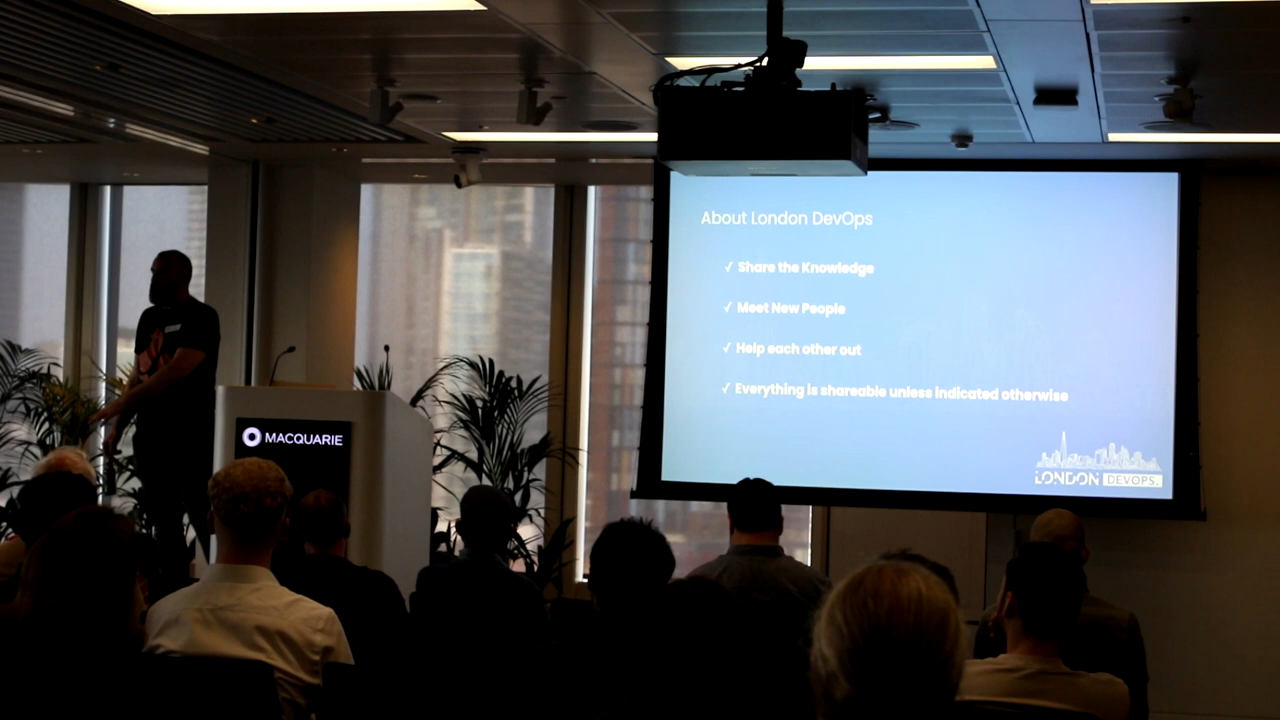 About London DevOps
✓ Share the Knowledge
✓ Meet New People
✓ Help each other out
✓ Everything is shareable unless indicated otherwise
LONDON DEVOPS.
MACQUARIE